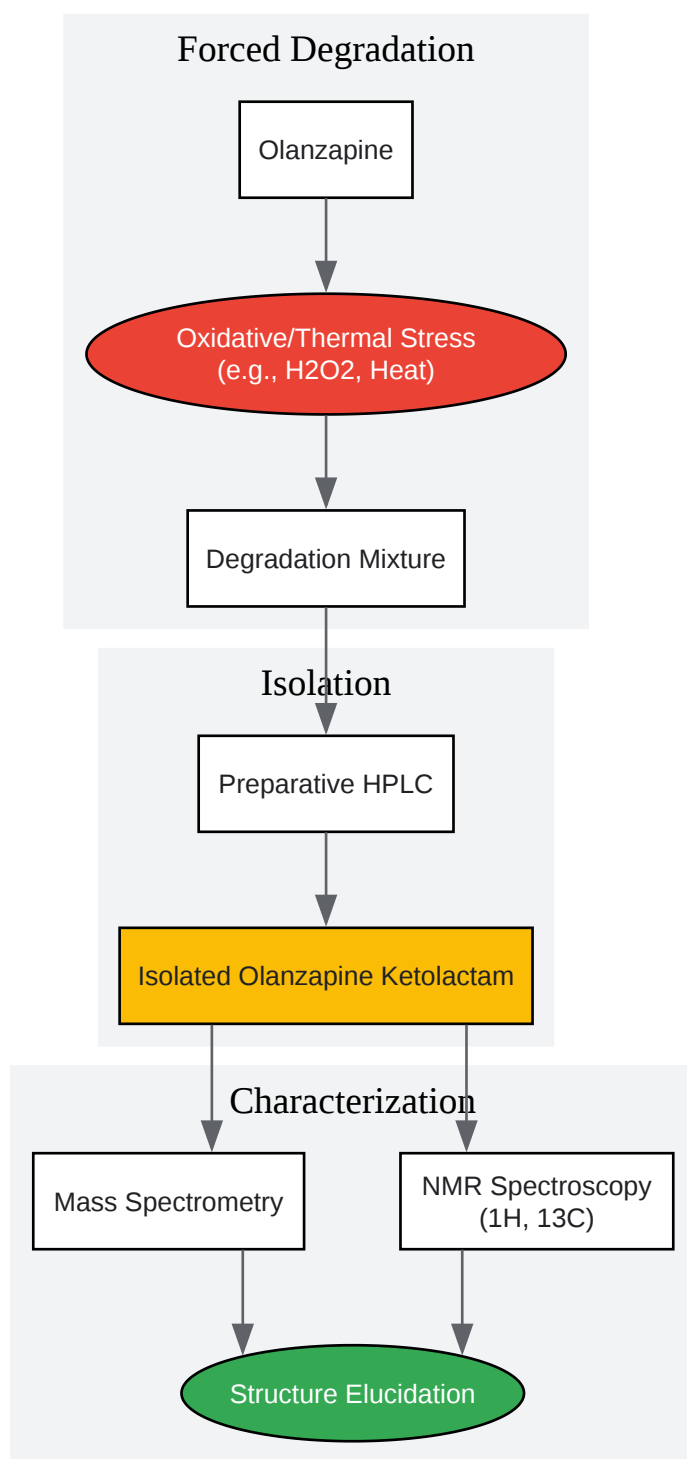 Forced Degradation
Olanzapine
Oxidative/Thermal Stress
(e.g., H2O2, Heat)
Degradation Mixture
Isolation
Preparative HPLC
Isolated Olanzapine Ketolactam
Characterization
Mass Spectrometry
NMR Spectroscopy
(1H, 13C)
Structure Elucidation